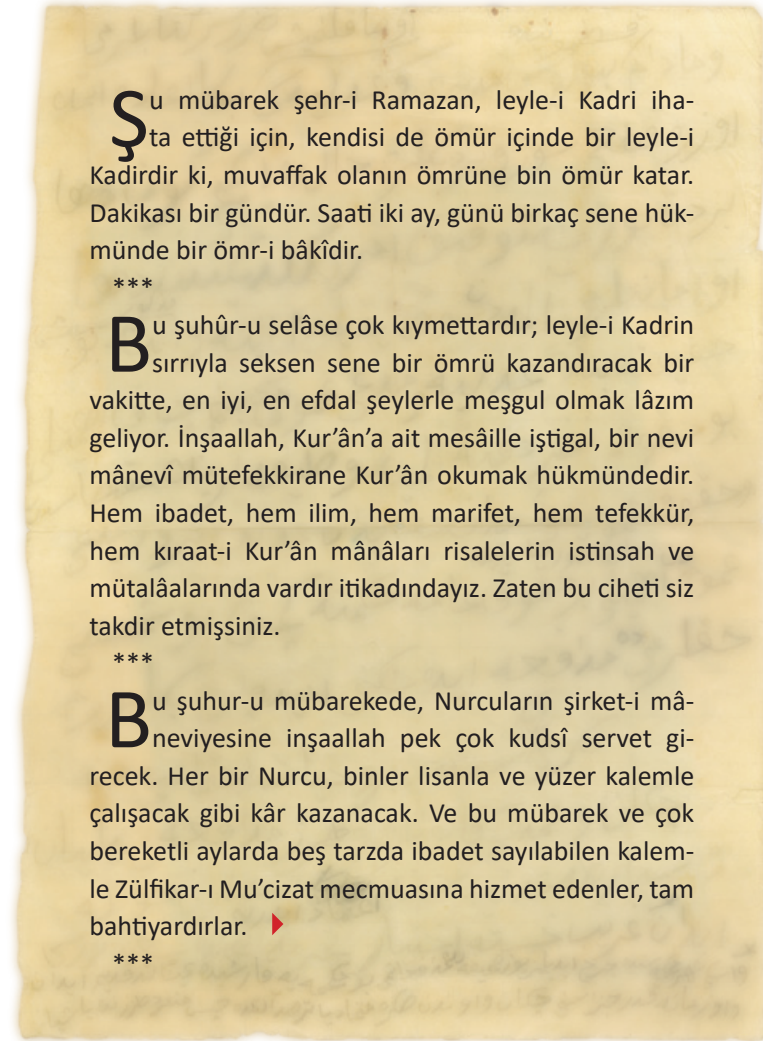 Şu mübarek şehr-i Ramazan, leyle-i Kadri iha-
ta ettiği için, kendisi de ömür içinde bir leyle-i
Kadirdir ki, muvaffak olanın ömrüne bin ömür katar.
Dakikası bir gündür. Saati iki ay, günü birkaç sene hük-
münde bir ömr-i bâkîdir.
***
Bu şuhûr-u selâse çok kıymettardır; leyle-i Kadrin
sırrıyla seksen sene bir ömrü kazandıracak bir
vakitte, en iyi, en efdal şeylerle meşgul olmak lâzım
geliyor. İnşaallah, Kur’ân’a ait mesâille iştigal, bir nevi
mânevî mütefekkirane Kur’ân okumak hükmündedir.
Hem ibadet, hem ilim, hem marifet, hem tefekkür,
hem kıraat-i Kur’ân mânâları risalelerin istinsah ve
mütalâalarında vardır itikadındayız. Zaten bu ciheti siz
takdir etmişsiniz.
***
Bu şuhur-u mübarekede, Nurcuların şirket-i mâ-
neviyesine inşaallah pek çok kudsî servet gi-
recek. Her bir Nurcu, binler lisanla ve yüzer kalemle
çalışacak gibi kâr kazanacak. Ve bu mübarek ve çok
bereketli aylarda beş tarzda ibadet sayılabilen kalem-
le Zülfikar-ı Mu’cizat mecmuasına hizmet edenler, tam
bahtiyardırlar.
***